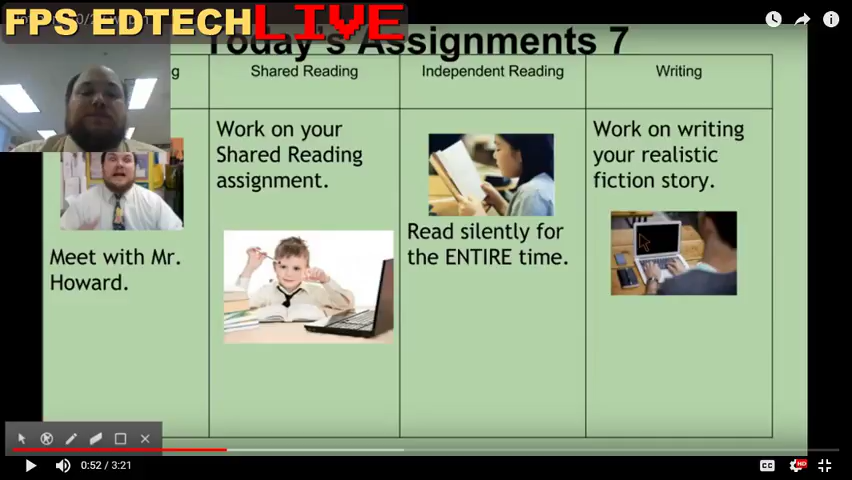 FPS EDTECH LIVE
Today's Assignments 7
g
Shared Reading
Independent Reading
Writing
Meet with Mr.
Howard.
Work on your
Shared Reading
assignment.
Read silently for
the ENTIRE time.
Work on writing
your realistic
fiction story.
0:52 / 3:21
CC
HD